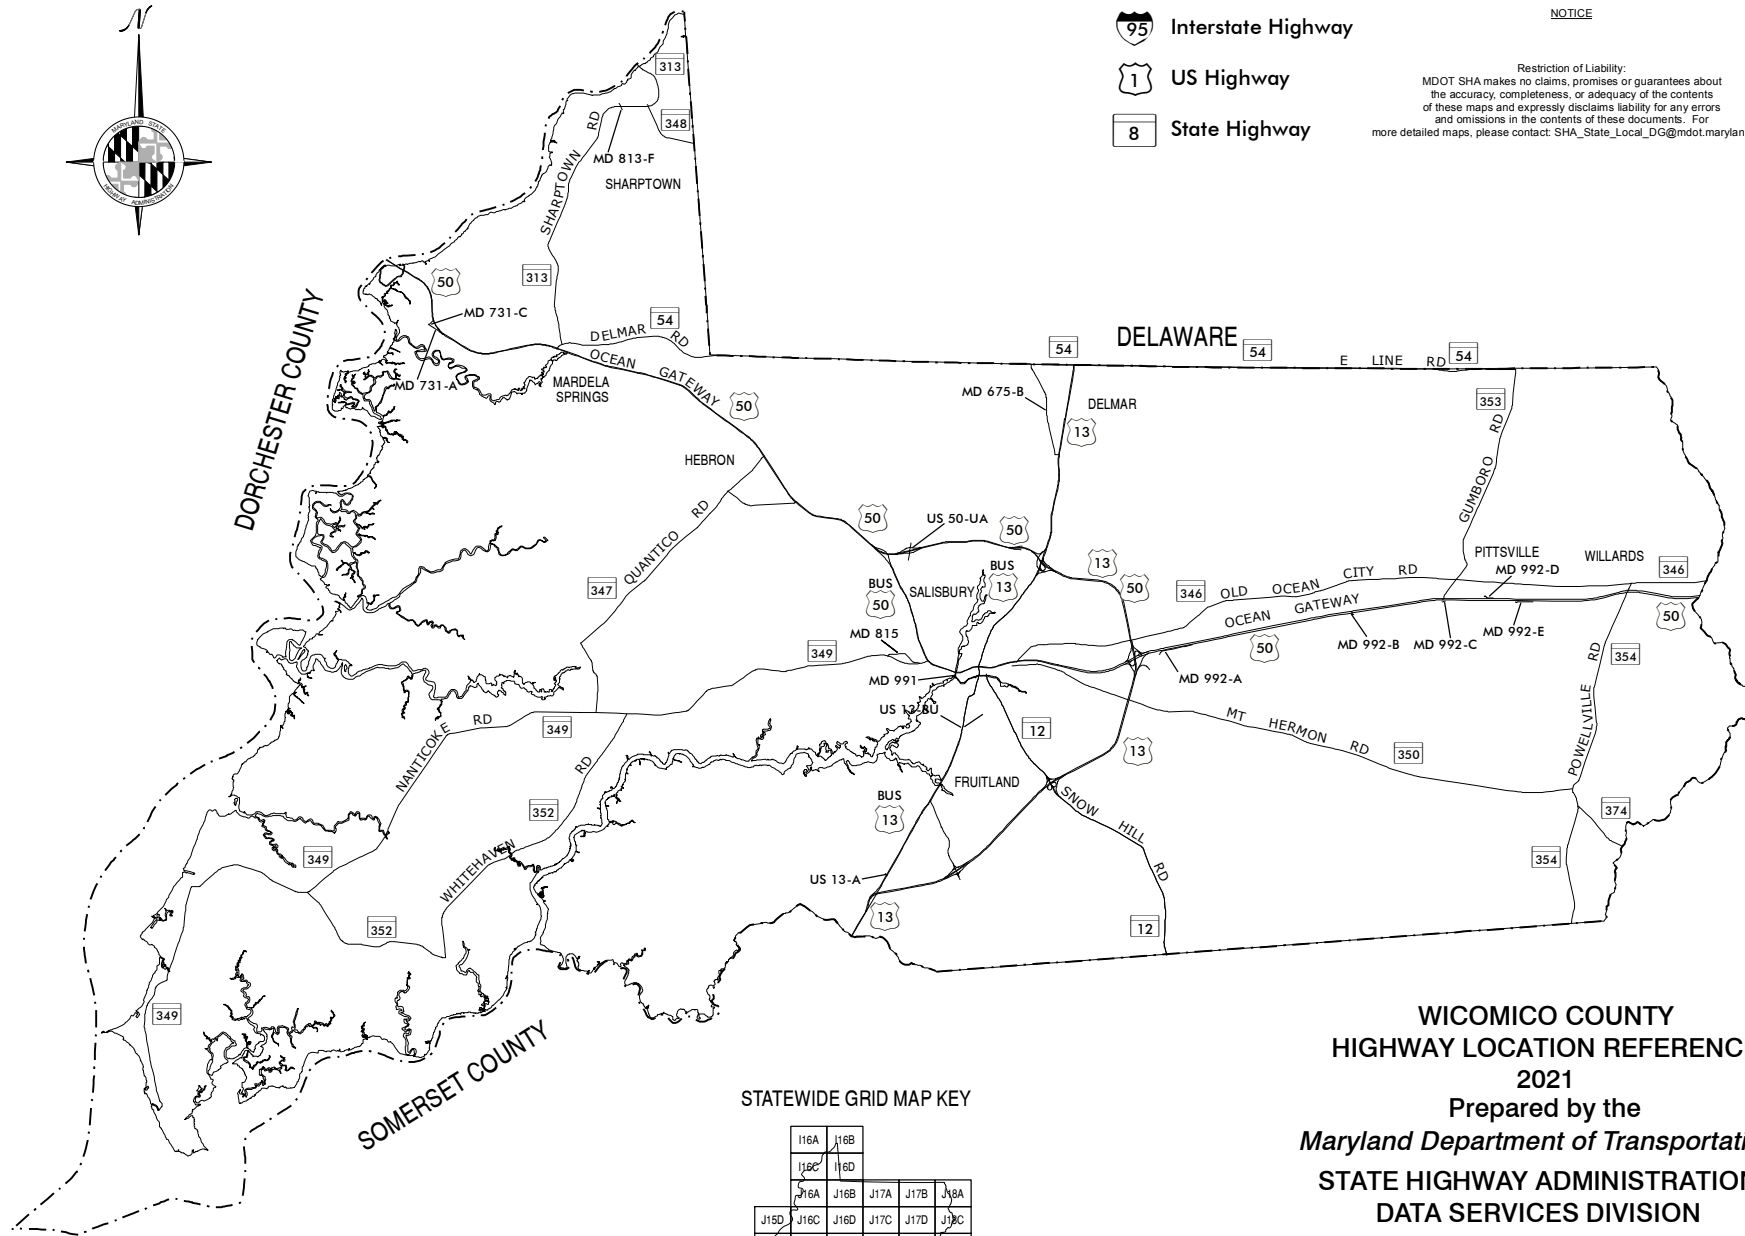 N
MARYLAND STATE
HIGHWAY ADMINISTRATION
95 Interstate Highway
1 US Highway
8 State Highway
NOTICE
Restriction of Liability:
MDOT SHA makes no claims, promises or guarantees about
the accuracy, completeness, or adequacy of the contents
of these maps and expressly disclaims liability for any errors
and omissions in the contents of these documents. For
more detailed maps, please contact: SHA_State_Local_DG@mdot.marylan
313
348
SHARPTOWN RD
MD 813-F
SHARPTOWN
313
50
MD 731-C
DORCHESTER COUNTY
54
DELMAR RD
MD 731-A
MARDELA
SPRINGS
OCEAN GATEWAY
50
DELAWARE
54
54
E LINE RD
54
MD 675-B
DELMAR
13
353
GUMBORO RD
HEBRON
QUANTICO RD
347
50
US 50-UA
50
13
50
BUS
50
SALISBURY
BUS
13
MD 815
349
MD 991
US 13-BU
346
OLD OCEAN CITY RD
OCEAN GATEWAY
50
PITTSVILLE
WILLARDS
MD 992-D
346
50
MD 992-E
MD 992-C
MD 992-B
MD 992-A
354
POWELLVILLE RD
NANTICOKE RD
349
12
13
MT HERMON RD
350
374
354
WHITEHAVEN RD
352
FRUITLAND
BUS
13
SNOW HILL RD
349
US 13-A
13
12
352
349
SOMERSET COUNTY
WICOMICO COUNTY
HIGHWAY LOCATION REFERENC
2021
Prepared by the
Maryland Department of Transportati
STATE HIGHWAY ADMINISTRATION
DATA SERVICES DIVISION
STATEWIDE GRID MAP KEY
I16A I16B
I16C I16D
J16A J16B J17A J17B J18A
J15D J16C J16D J17C J17D J18C